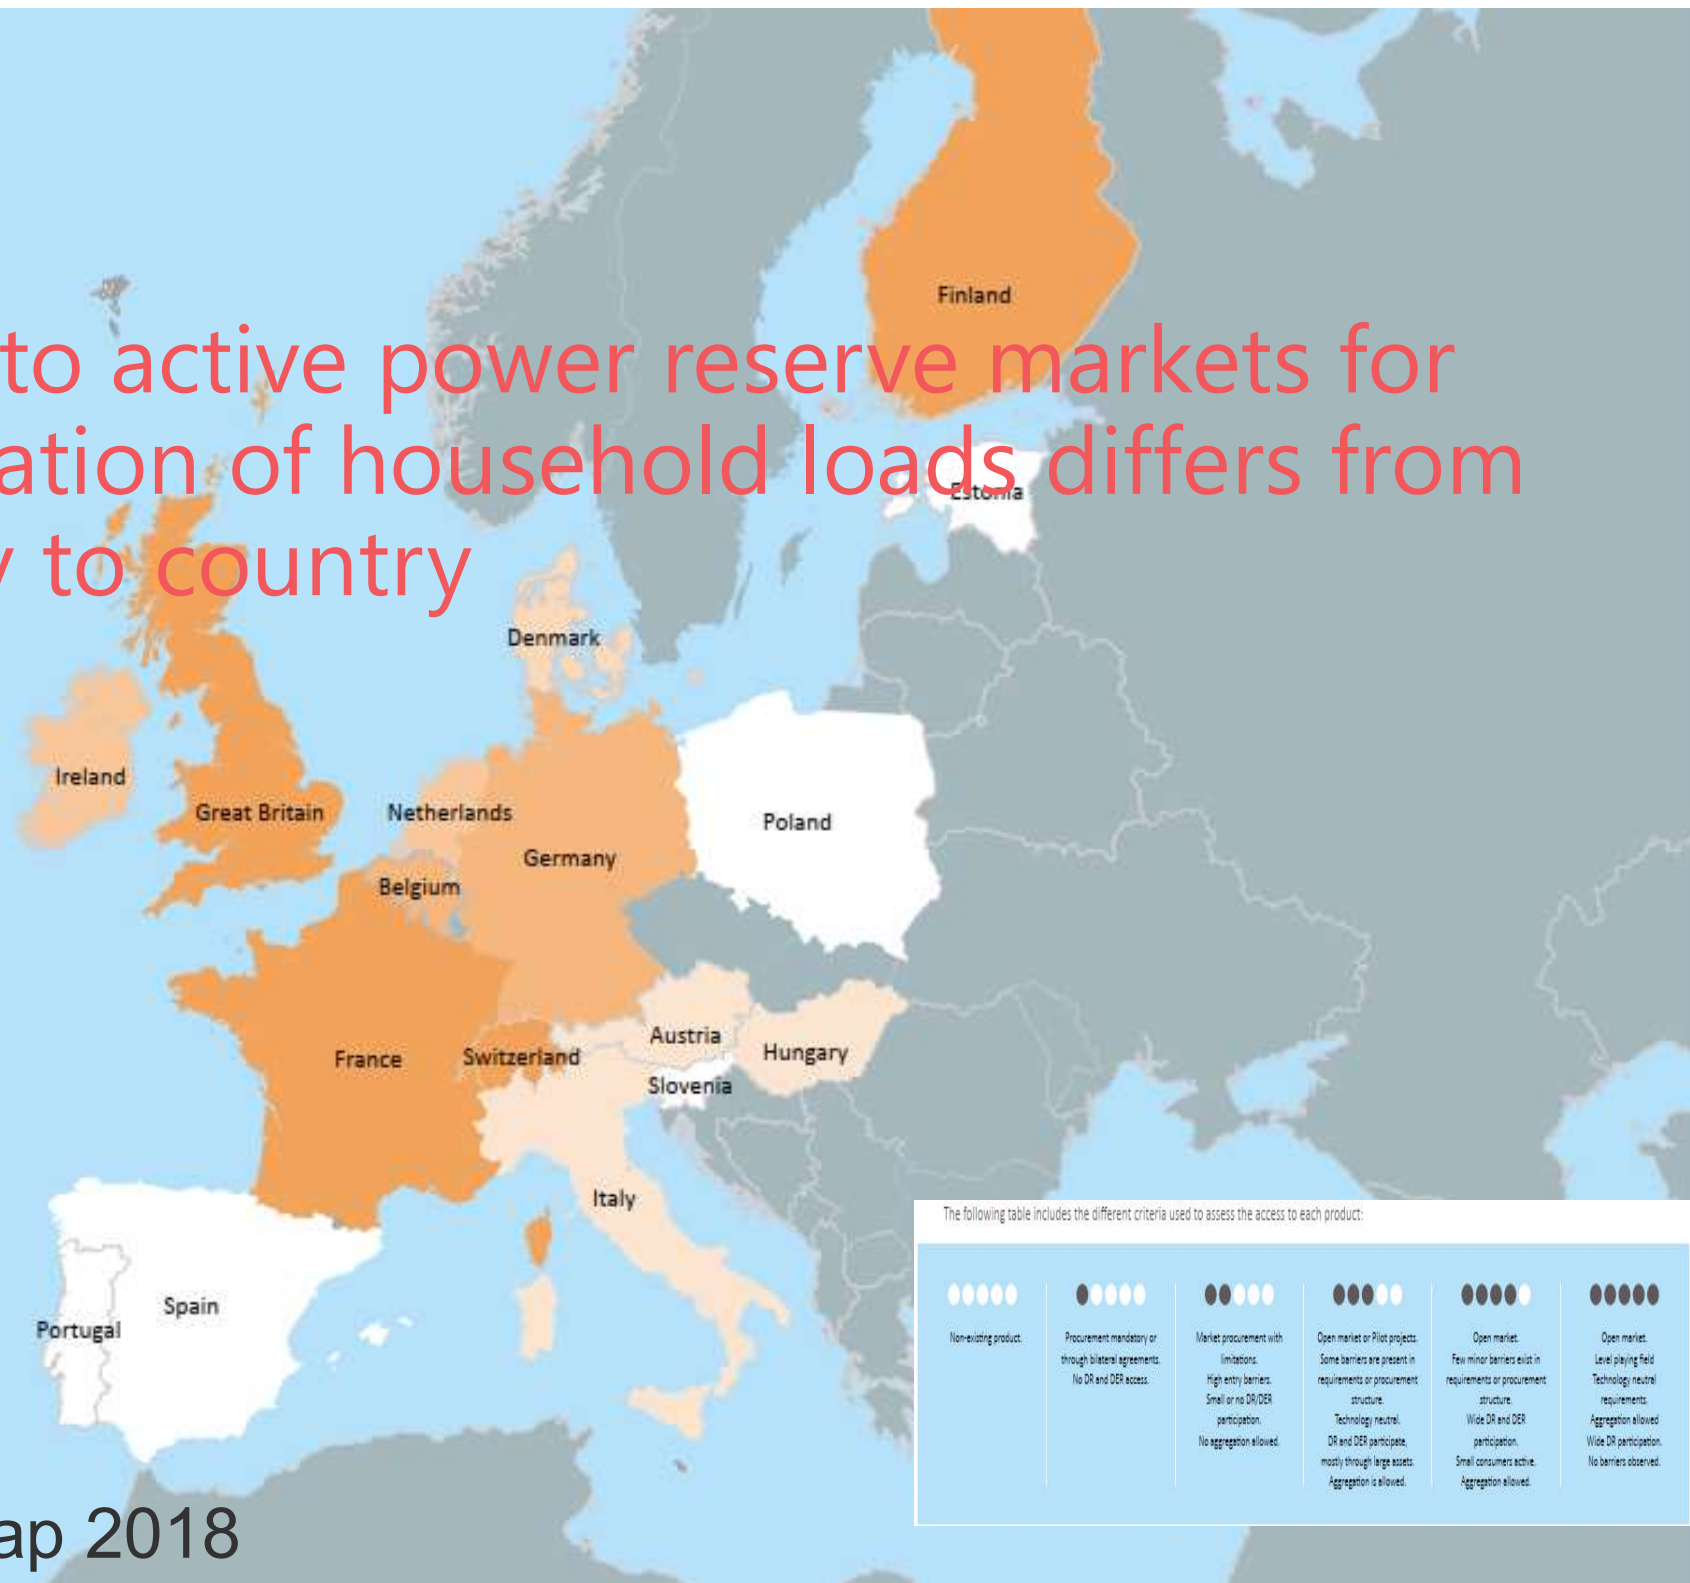 Finland
to active power reserve markets for
ation of household loads differs from
Estonia
y to country
Denmark
Ireland
Great Britain
Netherlands
Poland
Germany
Belgium
Austria
France
Switzerland
Hungary
Slovenia
Italy
Spain
Portugal
The following table includes the different criteria used to assess the access to each product:
Non-existing product.
Procurement mandatory or
through bilateral agreements.
No DR and DER access.
Market procurement with
limitations.
High entry barriers.
Small or no DR/DER
participation.
No aggregation allowed.
Open market or Pilot projects.
Some barriers are present in
requirements or procurement
structure.
Technology neutral.
DR and DER participate,
mostly through large assets.
Aggregation is allowed.
Open market.
Few minor barriers exist in
requirements or procurement
structure.
Wide DR and DER
participation.
Small consumers active.
Aggregation allowed.
Open market.
Level playing field
Technology neutral
requirements.
Aggregation allowed
Wide DR participation.
No barriers observed.
ap 2018